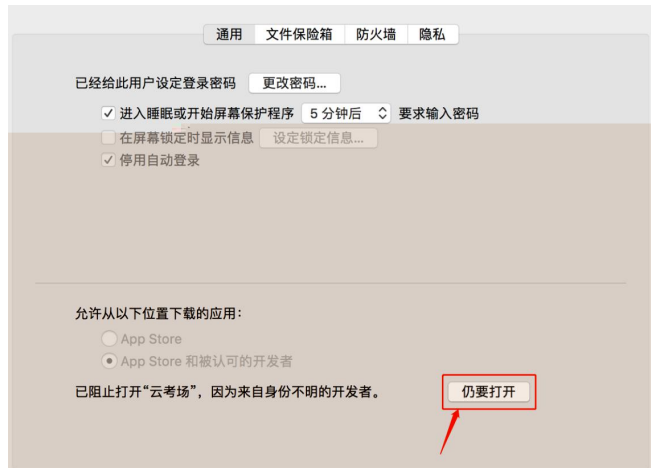 通用 文件保险箱 防火墙 隐私
已经给此用户设定登录密码 更改密码...
进入睡眠或开始屏幕保护程序 5 分钟后 要求输入密码
在屏幕锁定时显示信息 设定锁定信息...
停用自动登录
允许从以下位置下载的应用：
App Store
App Store 和被认可的开发者
已阻止打开“云考场”，因为来自身份不明的开发者。 仍要打开